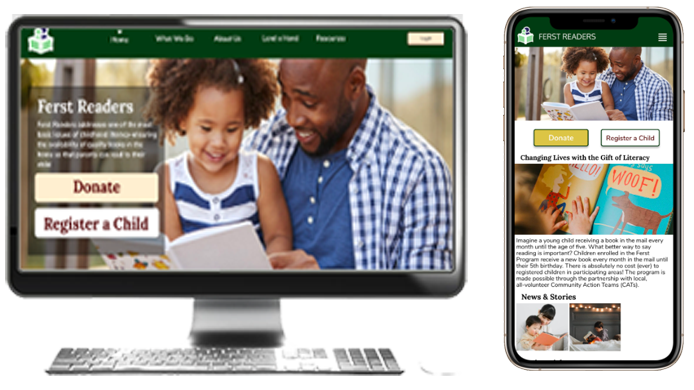 Home What We Do About Us Lend a Hand Resources Login
Ferst Readers
Ferst Readers addresses one of the most
book issues of childhood literacy-ensuring
the availability of quality books in the
home so that parents can read to their
child
Donate
Register a Child
FERST READERS
Donate Register a Child
Changing Lives with the Gift of Literacy
HELLO!
WOOF!
Imagine a young child receiving a book in the mail every
month until the age of five. What better way to say
reading is important? Children enrolled in the Ferst
Program receive a new book every month in the mail until
their 5th birthday. There is absolutely no cost (ever) to
registered children in participating areas! The program is
made possible through the partnership with local,
all-volunteer Community Action Teams (CATs).
News & Stories